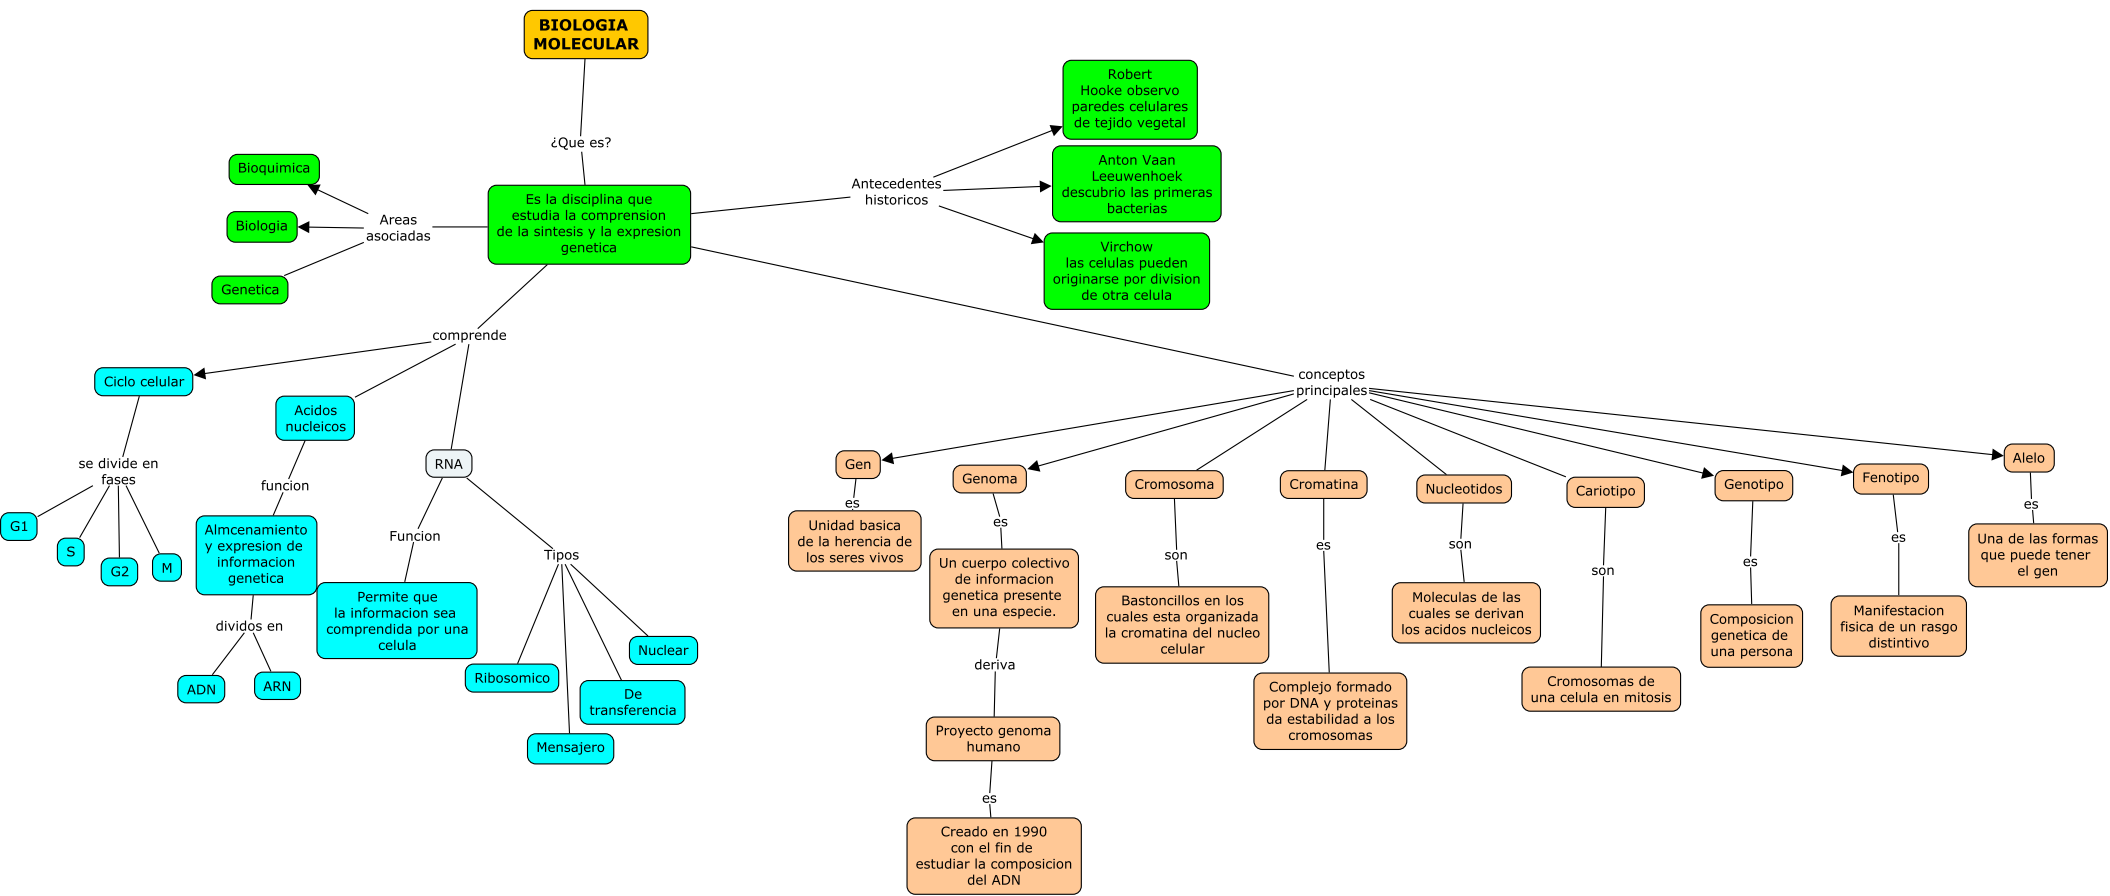 BIOLOGIA
MOLECULAR
¿Que es?
Es la disciplina que
estudia la comprension
de la sintesis y la expresion
genetica
Areas
asociadas
Bioquimica
Biologia
Genetica
Antecedentes
historicos
Robert
Hooke observo
paredes celulares
de tejido vegetal
Anton Vaan
Leeuwenhoek
descubrio las primeras
bacterias
Virchow
las celulas pueden
originarse por division
de otra celula
comprende
Ciclo celular
se divide en
fases
G1
S
G2
M
Acidos
nucleicos
funcion
Almcenamiento
y expresion de
informacion
genetica
dividos en
ADN
ARN
RNA
Funcion
Permite que
la informacion sea
comprendida por una
celula
Tipos
Ribosomico
Mensajero
De
transferencia
Nuclear
conceptos
principales
Gen
es
Unidad basica
de la herencia de
los seres vivos
Genoma
es
Un cuerpo colectivo
de informacion
genetica presente
en una especie.
deriva
Proyecto genoma
humano
es
Creado en 1990
con el fin de
estudiar la composicion
del ADN
Cromosoma
son
Bastoncillos en los
cuales esta organizada
la cromatina del nucleo
celular
Cromatina
es
Complejo formado
por DNA y proteinas
da estabilidad a los
cromosomas
Nucleotidos
son
Moleculas de las
cuales se derivan
los acidos nucleicos
Cariotipo
son
Cromosomas de
una celula en mitosis
Genotipo
es
Composicion
genetica de
una persona
Fenotipo
es
Manifestacion
fisica de un rasgo
distintivo
Alelo
es
Una de las formas
que puede tener
el gen